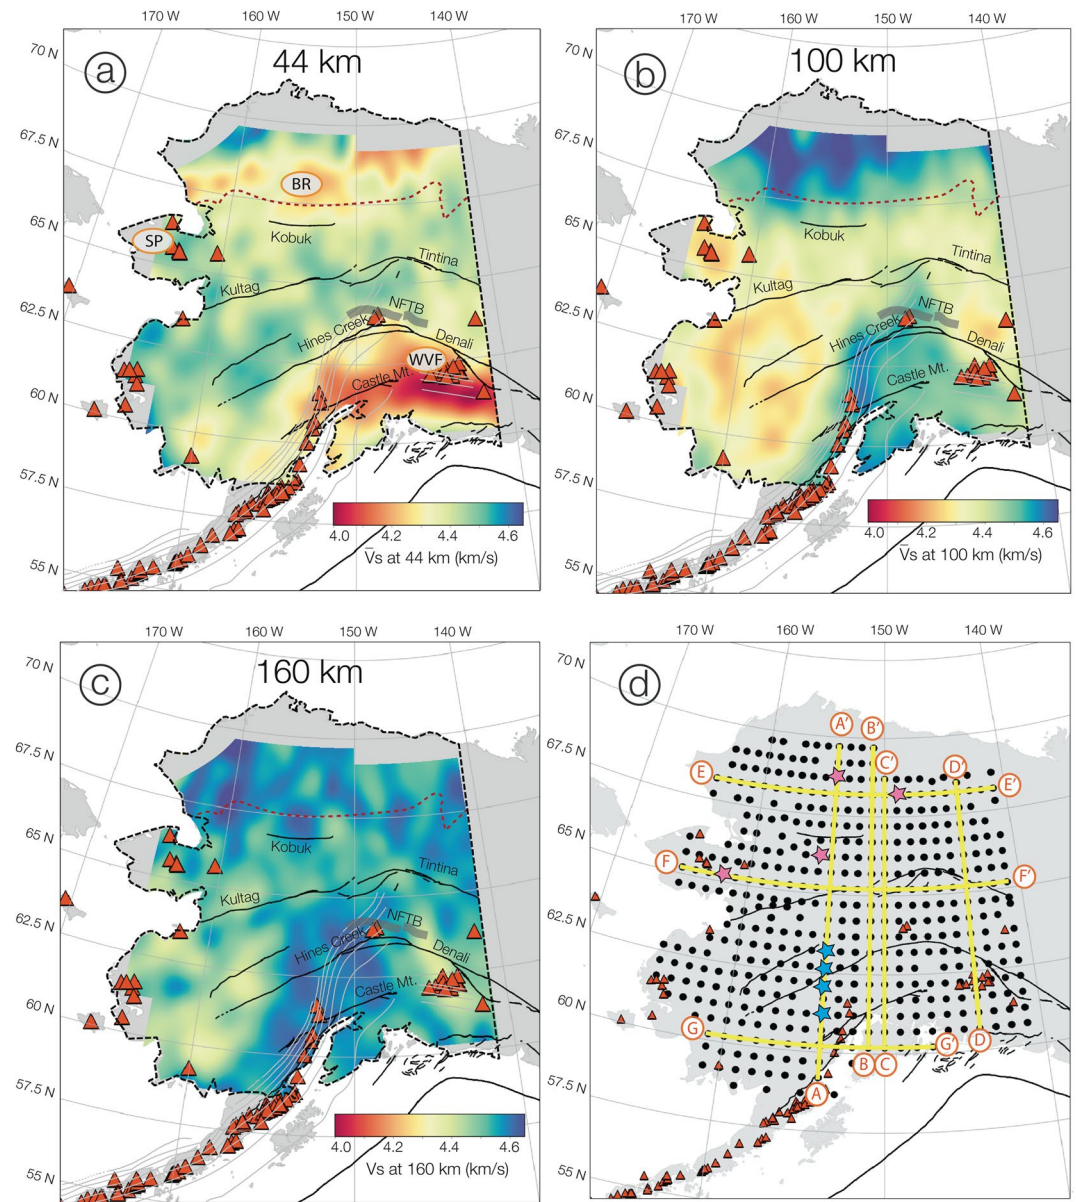 170 W 160 W 150 W 140 W
170 W 160 W 150 W 140 W
70 N
67.5 N
65 N
62.5 N
60 N
57.5 N
55 N
a
44 km
BR
SP
Kobuk
Tintina
Kultag
NFTB
Hines Creek
Denali
WVF
Castle Mt.
4.0 4.2 4.4 4.6
V̅s at 44 km (km/s)
70 N
67.5 N
65 N
62.5 N
60 N
57.5 N
55 N
b
100 km
Kobuk
Tintina
Kultag
NFTB
Hines Creek
Denali
Castle Mt.
4.0 4.2 4.4 4.6
V̅s at 100 km (km/s)
170 W 160 W 150 W 140 W
170 W 160 W 150 W 140 W
70 N
67.5 N
65 N
62.5 N
60 N
57.5 N
55 N
c
160 km
Kobuk
Tintina
Kultag
NFTB
Hines Creek
Denali
Castle Mt.
4.0 4.2 4.4 4.6
Vs at 160 km (km/s)
70 N
67.5 N
65 N
62.5 N
60 N
57.5 N
55 N
d
A' B'
C'
E D' E'
F F'
G G' D
B C
A